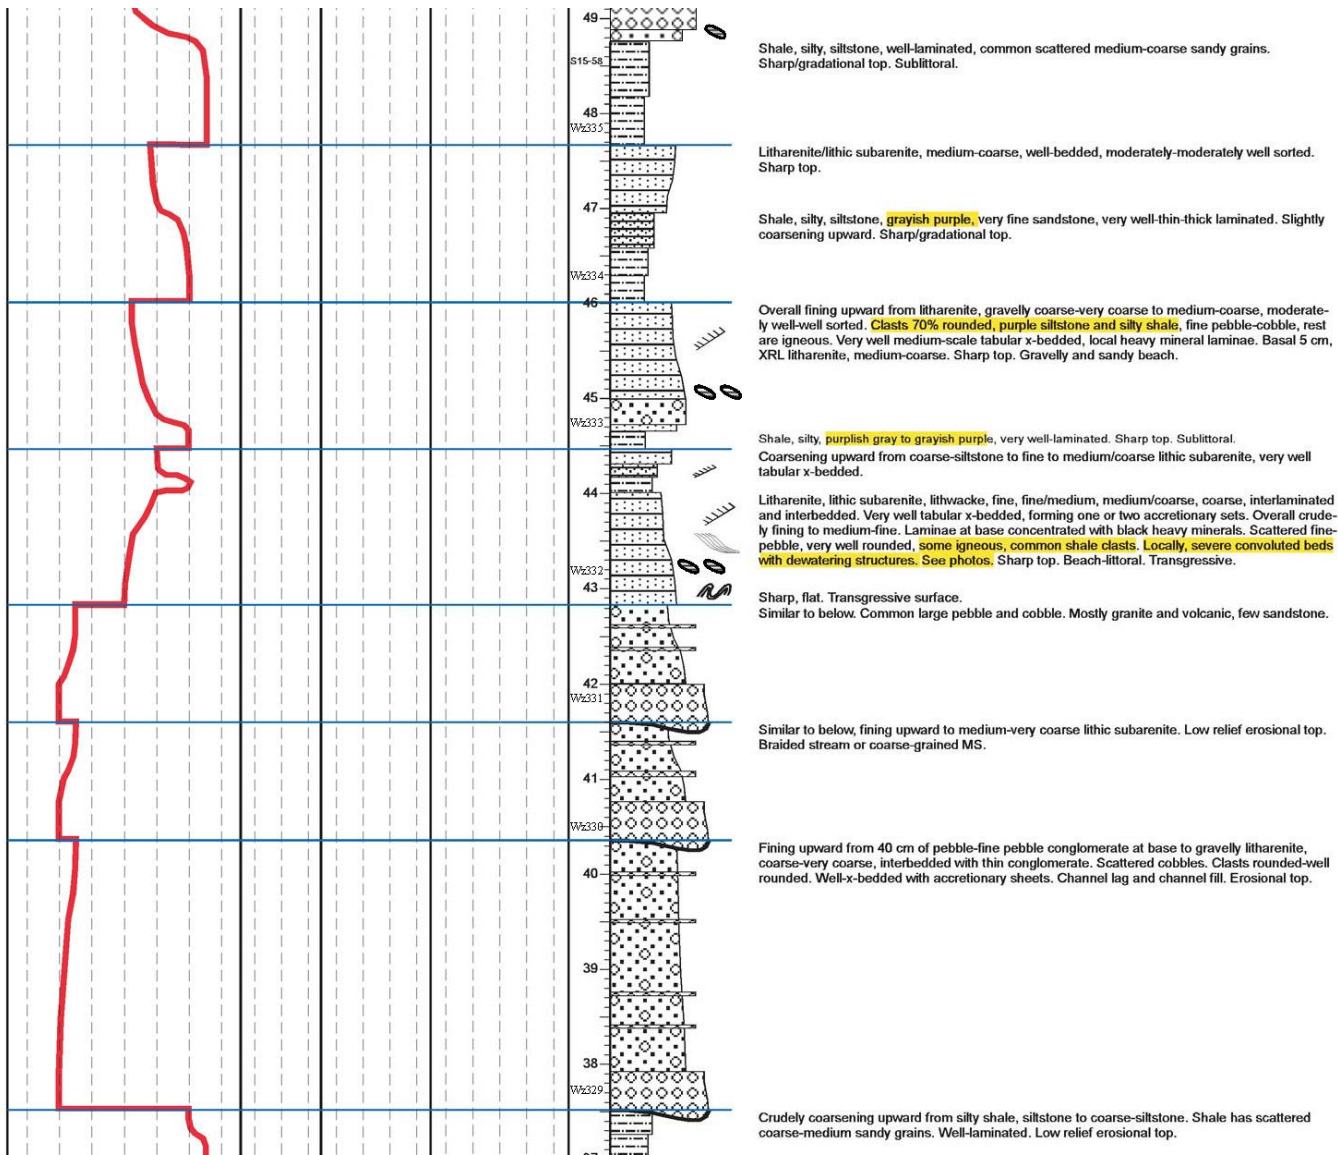 49
Shale, silty, siltstone, well-laminated, common scattered medium-coarse sandy grains.
Sharp/gradational top. Sublittoral.
S15-58
48
Wz335
Litharenite/lithic subarenite, medium-coarse, well-bedded, moderately-moderately well sorted.
Sharp top.
47
Shale, silty, siltstone, grayish purple, very fine sandstone, very well-thin-thick laminated. Slightly
coarsening upward. Sharp/gradational top.
Wz334
46
Overall fining upward from litharenite, gravelly coarse-very coarse to medium-coarse, moderate-
ly well-well sorted. Clasts 70% rounded, purple siltstone and silty shale, fine pebble-cobble, rest
are igneous. Very well medium-scale tabular x-bedded, local heavy mineral laminae. Basal 5 cm,
XRL litharenite, medium-coarse. Sharp top. Gravelly and sandy beach.
45
Wz333
Shale, silty, purplish gray to grayish purple, very well-laminated. Sharp top. Sublittoral.
Coarsening upward from coarse-siltstone to fine to medium/coarse lithic subarenite, very well
tabular x-bedded.
44
Litharenite, lithic subarenite, lithwacke, fine, fine/medium, medium/coarse, coarse, interlaminated
and interbedded. Very well tabular x-bedded, forming one or two accretionary sets. Overall crude-
ly fining to medium-fine. Laminae at base concentrated with black heavy minerals. Scattered fine-
pebble, very well rounded, some igneous, common shale clasts. Locally, severe convoluted beds
with dewatering structures. See photos. Sharp top. Beach-littoral. Transgressive.
Wz332
43
Sharp, flat. Transgressive surface.
Similar to below. Common large pebble and cobble. Mostly granite and volcanic, few sandstone.
42
Wz331
Similar to below, fining upward to medium-very coarse lithic subarenite. Low relief erosional top.
Braided stream or coarse-grained MS.
41
Wz330
Fining upward from 40 cm of pebble-fine pebble conglomerate at base to gravelly litharenite,
coarse-very coarse, interbedded with thin conglomerate. Scattered cobbles. Clasts rounded-well
rounded. Well-x-bedded with accretionary sheets. Channel lag and channel fill. Erosional top.
40
39
38
Wz329
Crudely coarsening upward from silty shale, siltstone to coarse-siltstone. Shale has scattered
coarse-medium sandy grains. Well-laminated. Low relief erosional top.